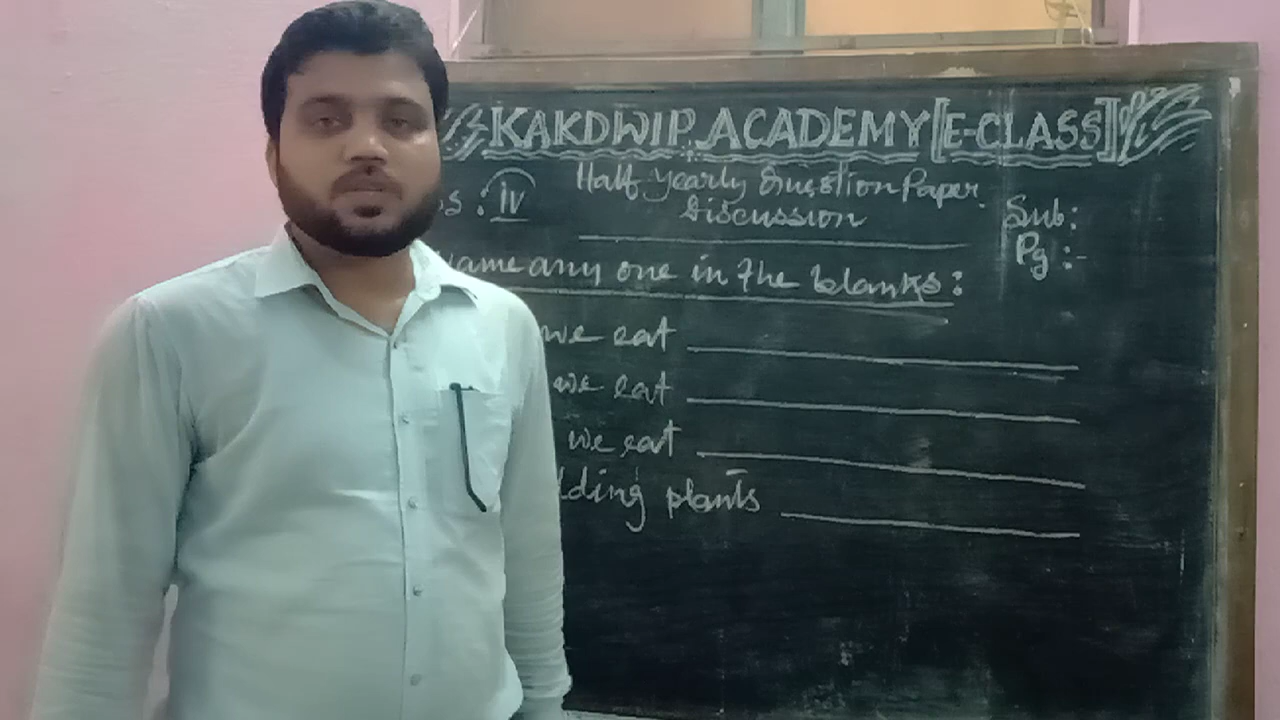 KAKDWIP ACADEMY [E-CLASS]
Half Yearly Question Paper
Discussion
s : IV
Sub:
Pg :-
ame any one in the blanks :
we eat
we eat
we eat
lding plants